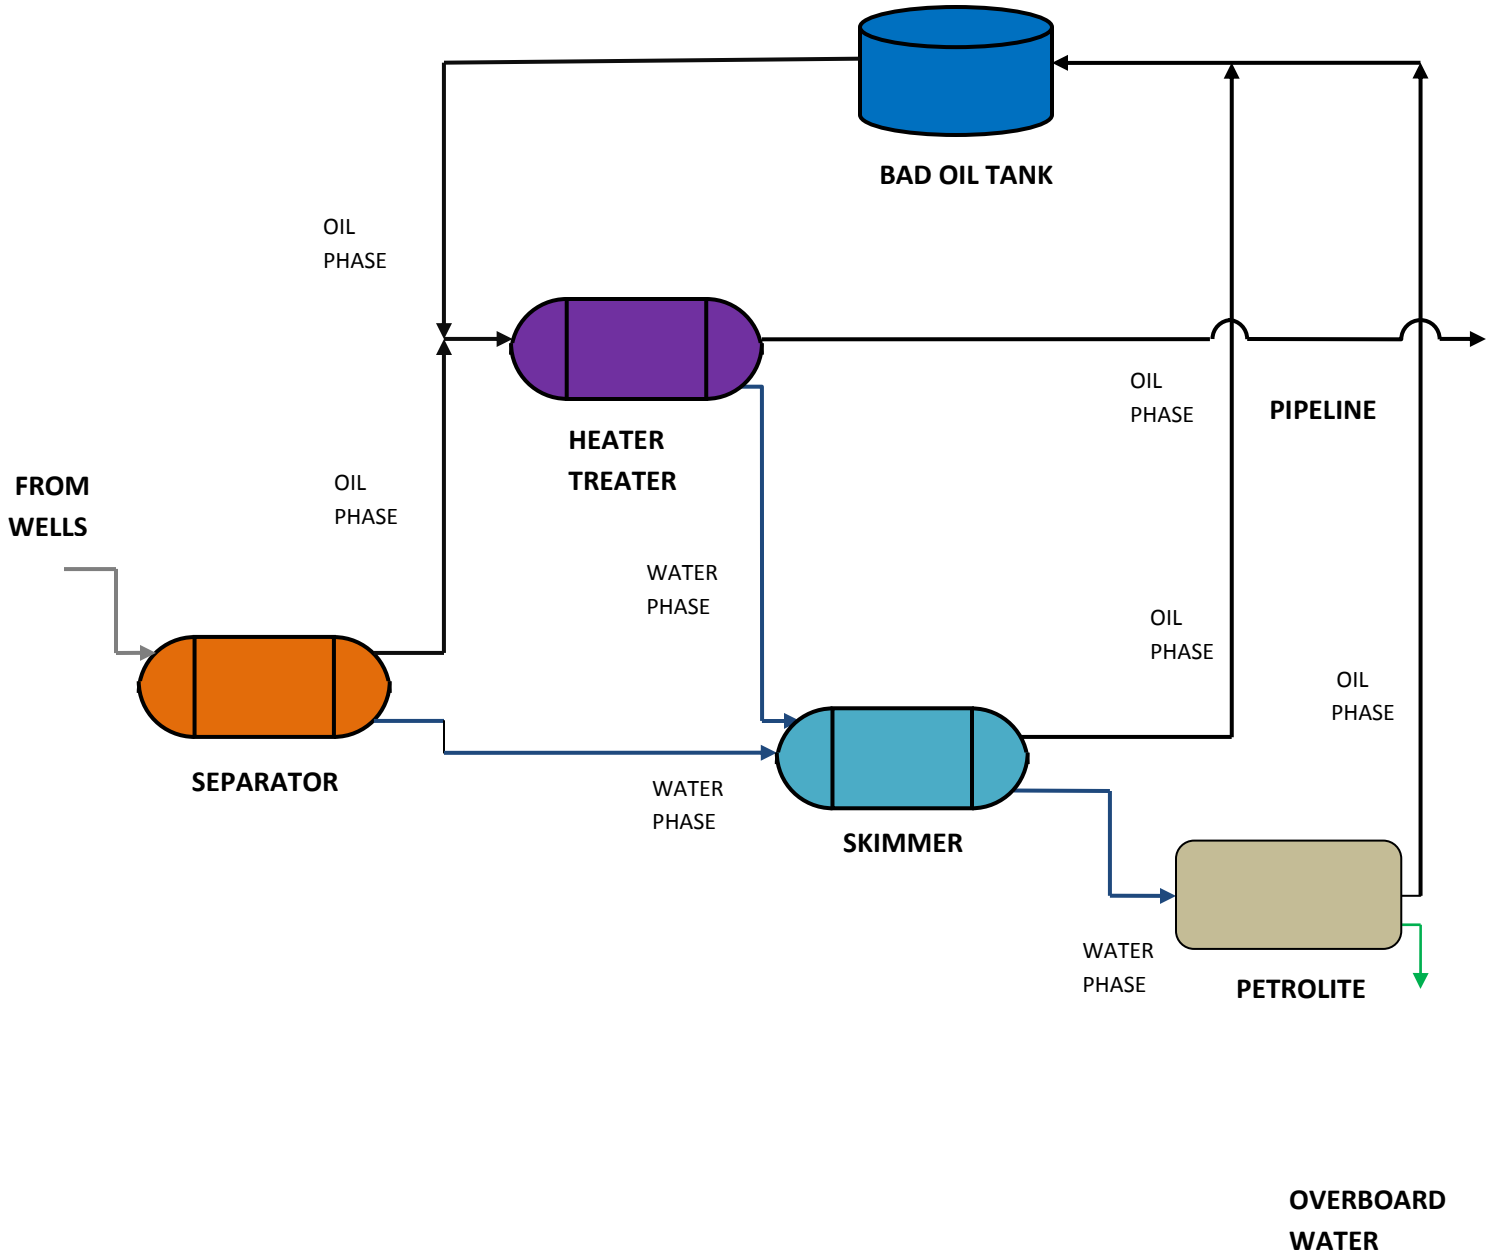 BAD OIL TANK
OIL
PHASE
OIL
PHASE
PIPELINE
HEATER
TREATER
FROM
WELLS
OIL
PHASE
WATER
PHASE
OIL
PHASE
OIL
PHASE
SEPARATOR
WATER
PHASE
SKIMMER
WATER
PHASE
PETROLITE
OVERBOARD
WATER